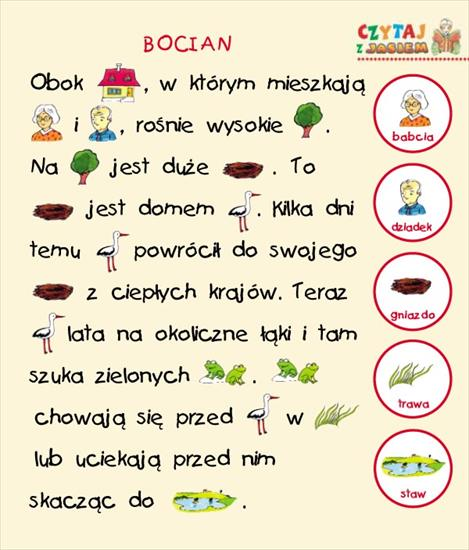 CZYTAJ
Z JASIEM
BOCIAN
Obok , w którym mieszkają
i , rośnie wysokie .
Na jest duże . To
jest domem . Kilka dni
temu powrócił do swojego
z ciepłych krajów. Teraz
lata na okoliczne łąki i tam
szuka zielonych .
chowają się przed w
lub uciekają przed nim
skacząc do .
babcia
dziadek
gniazdo
trawa
staw